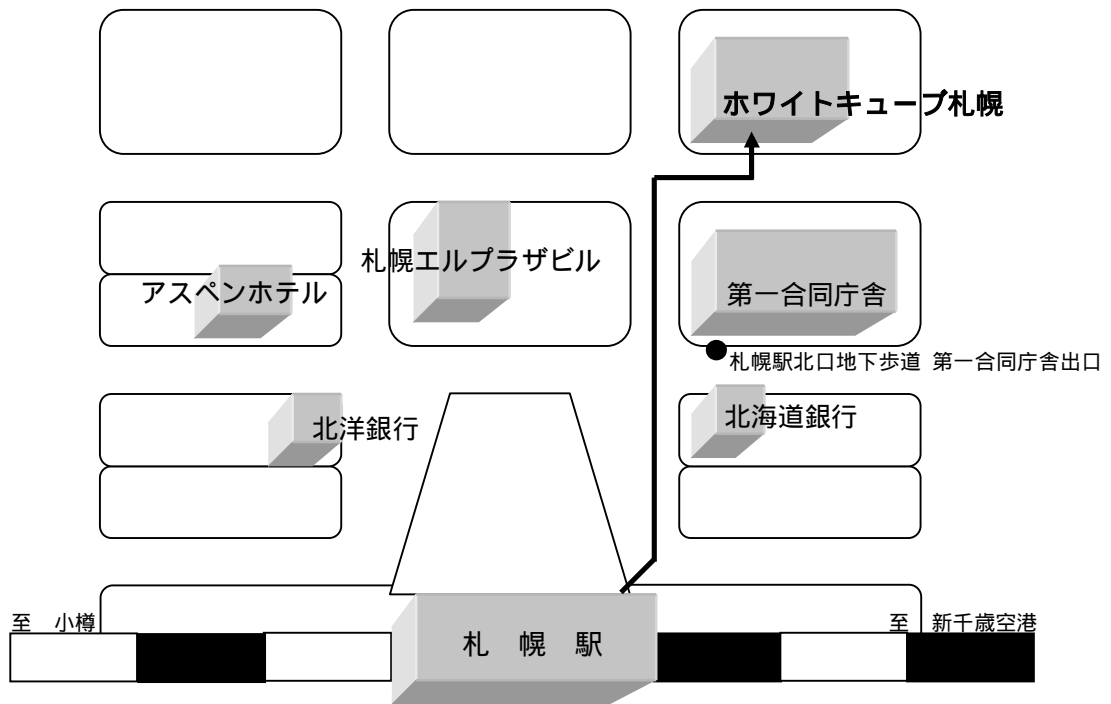 ホワイトキューブ札幌
札幌エルプラザビル
アスペンホテル
第一合同庁舎
札幌駅北口地下歩道 第一合同庁舎出口
北洋銀行
北海道銀行
至 小樽
至 新千歳空港
札 幌 駅